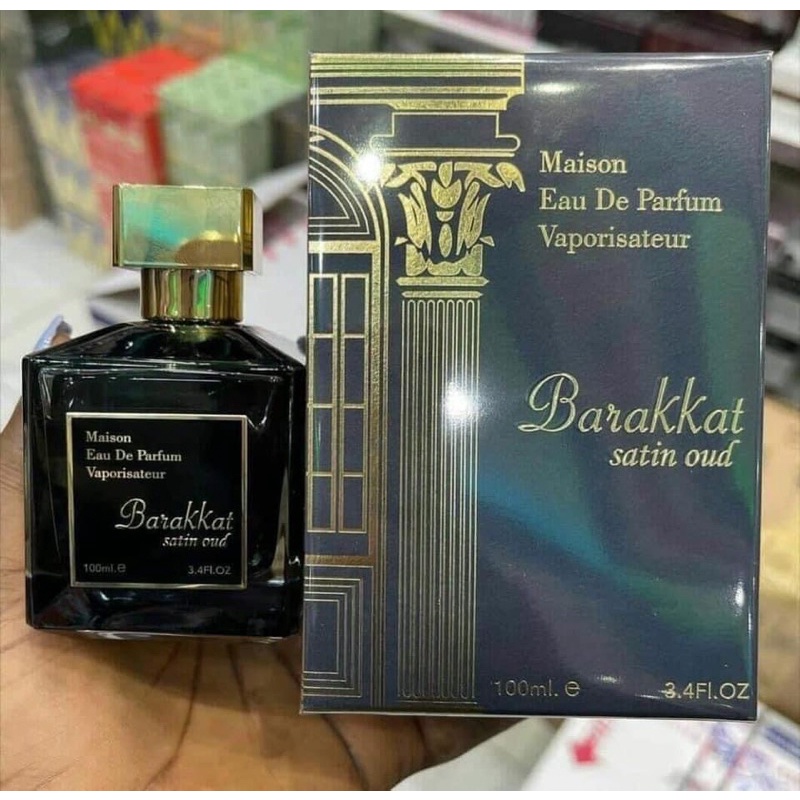 Maison
Eau De Parfum
Vaporisateur
Barakkat
satin oud
100ml. e
3.4Fl.OZ
Maison
Eau De Parfum
Vaporisateur
Barakkat
satin oud
100ml. e
3.4Fl.OZ